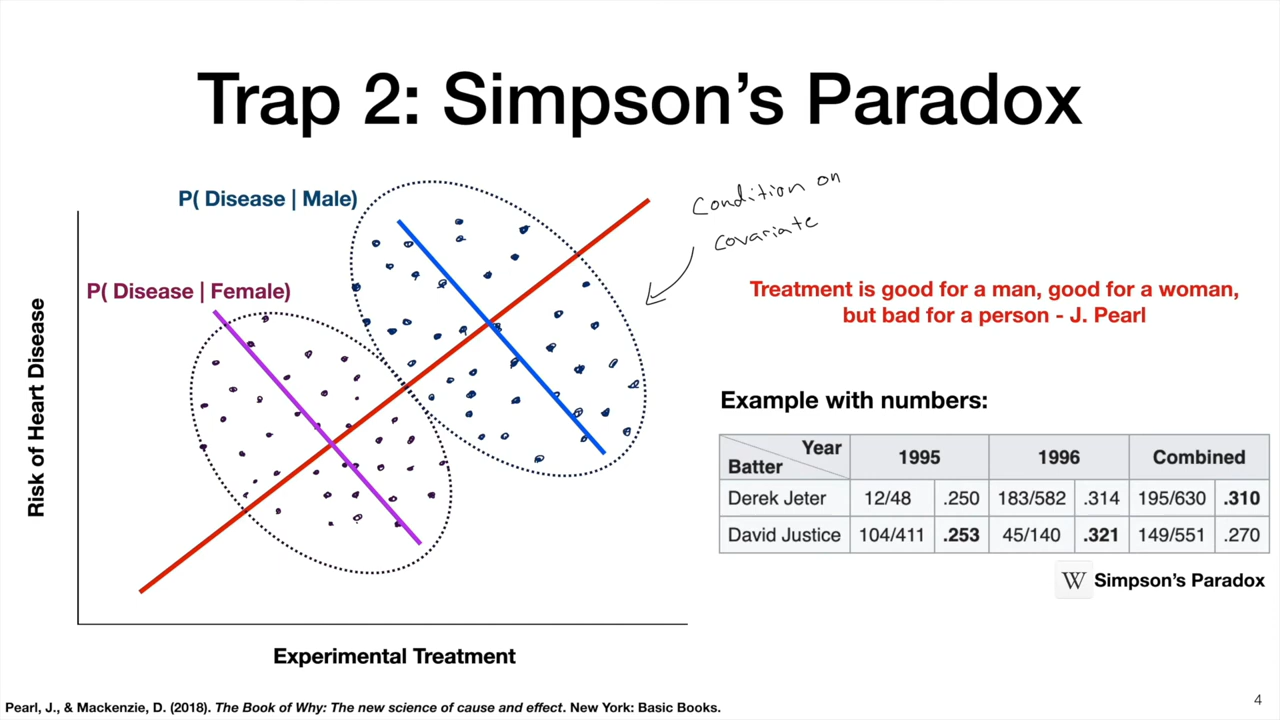 Trap 2: Simpson's Paradox
P( Disease | Male)
Condition on
covariate
P( Disease | Female)
Treatment is good for a man, good for a woman,
but bad for a person - J. Pearl
Risk of Heart Disease
Experimental Treatment
Example with numbers:
Year
Batter
1995 1996 Combined
Derek Jeter 12/48 .250 183/582 .314 195/630 .310
David Justice 104/411 .253 45/140 .321 149/551 .270
W Simpson's Paradox
Pearl, J., & Mackenzie, D. (2018). The Book of Why: The new science of cause and effect. New York: Basic Books.
4